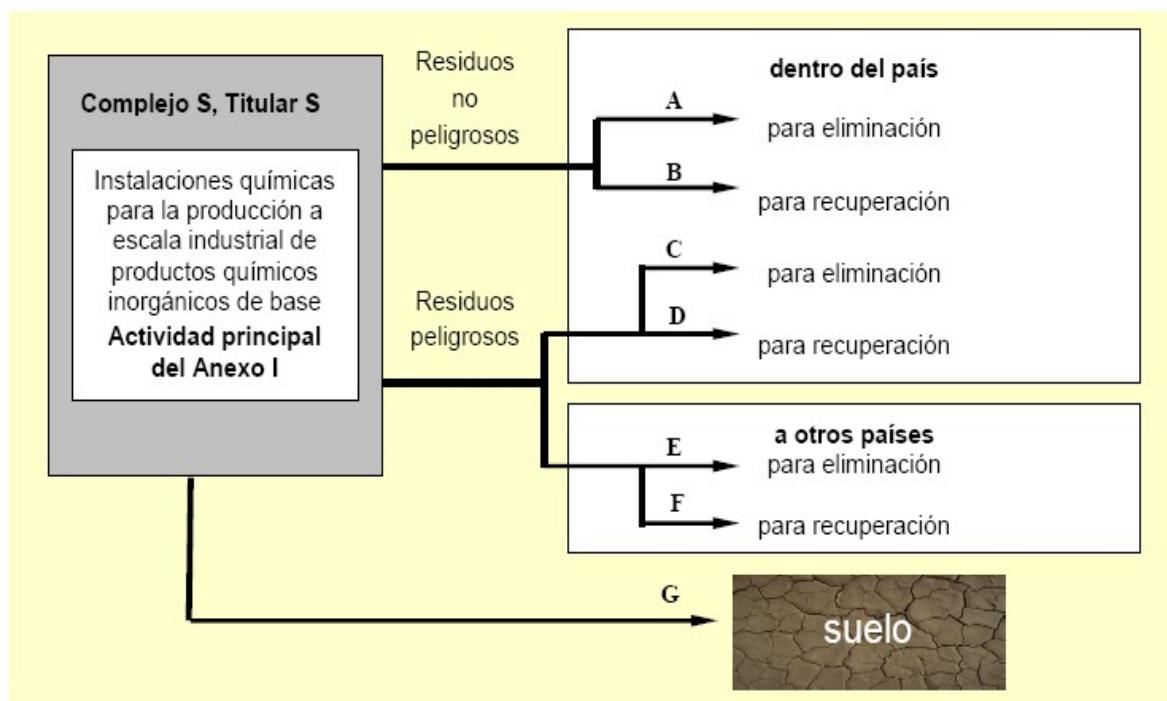 Complejo S, Titular S
Instalaciones químicas
para la producción a
escala industrial de
productos químicos
inorgánicos de base
Actividad principal
del Anexo I
Residuos
no
peligrosos
Residuos
peligrosos
dentro del país
A
para eliminación
B
para recuperación
C
para eliminación
D
para recuperación
a otros países
E
para eliminación
F
para recuperación
G
suelo